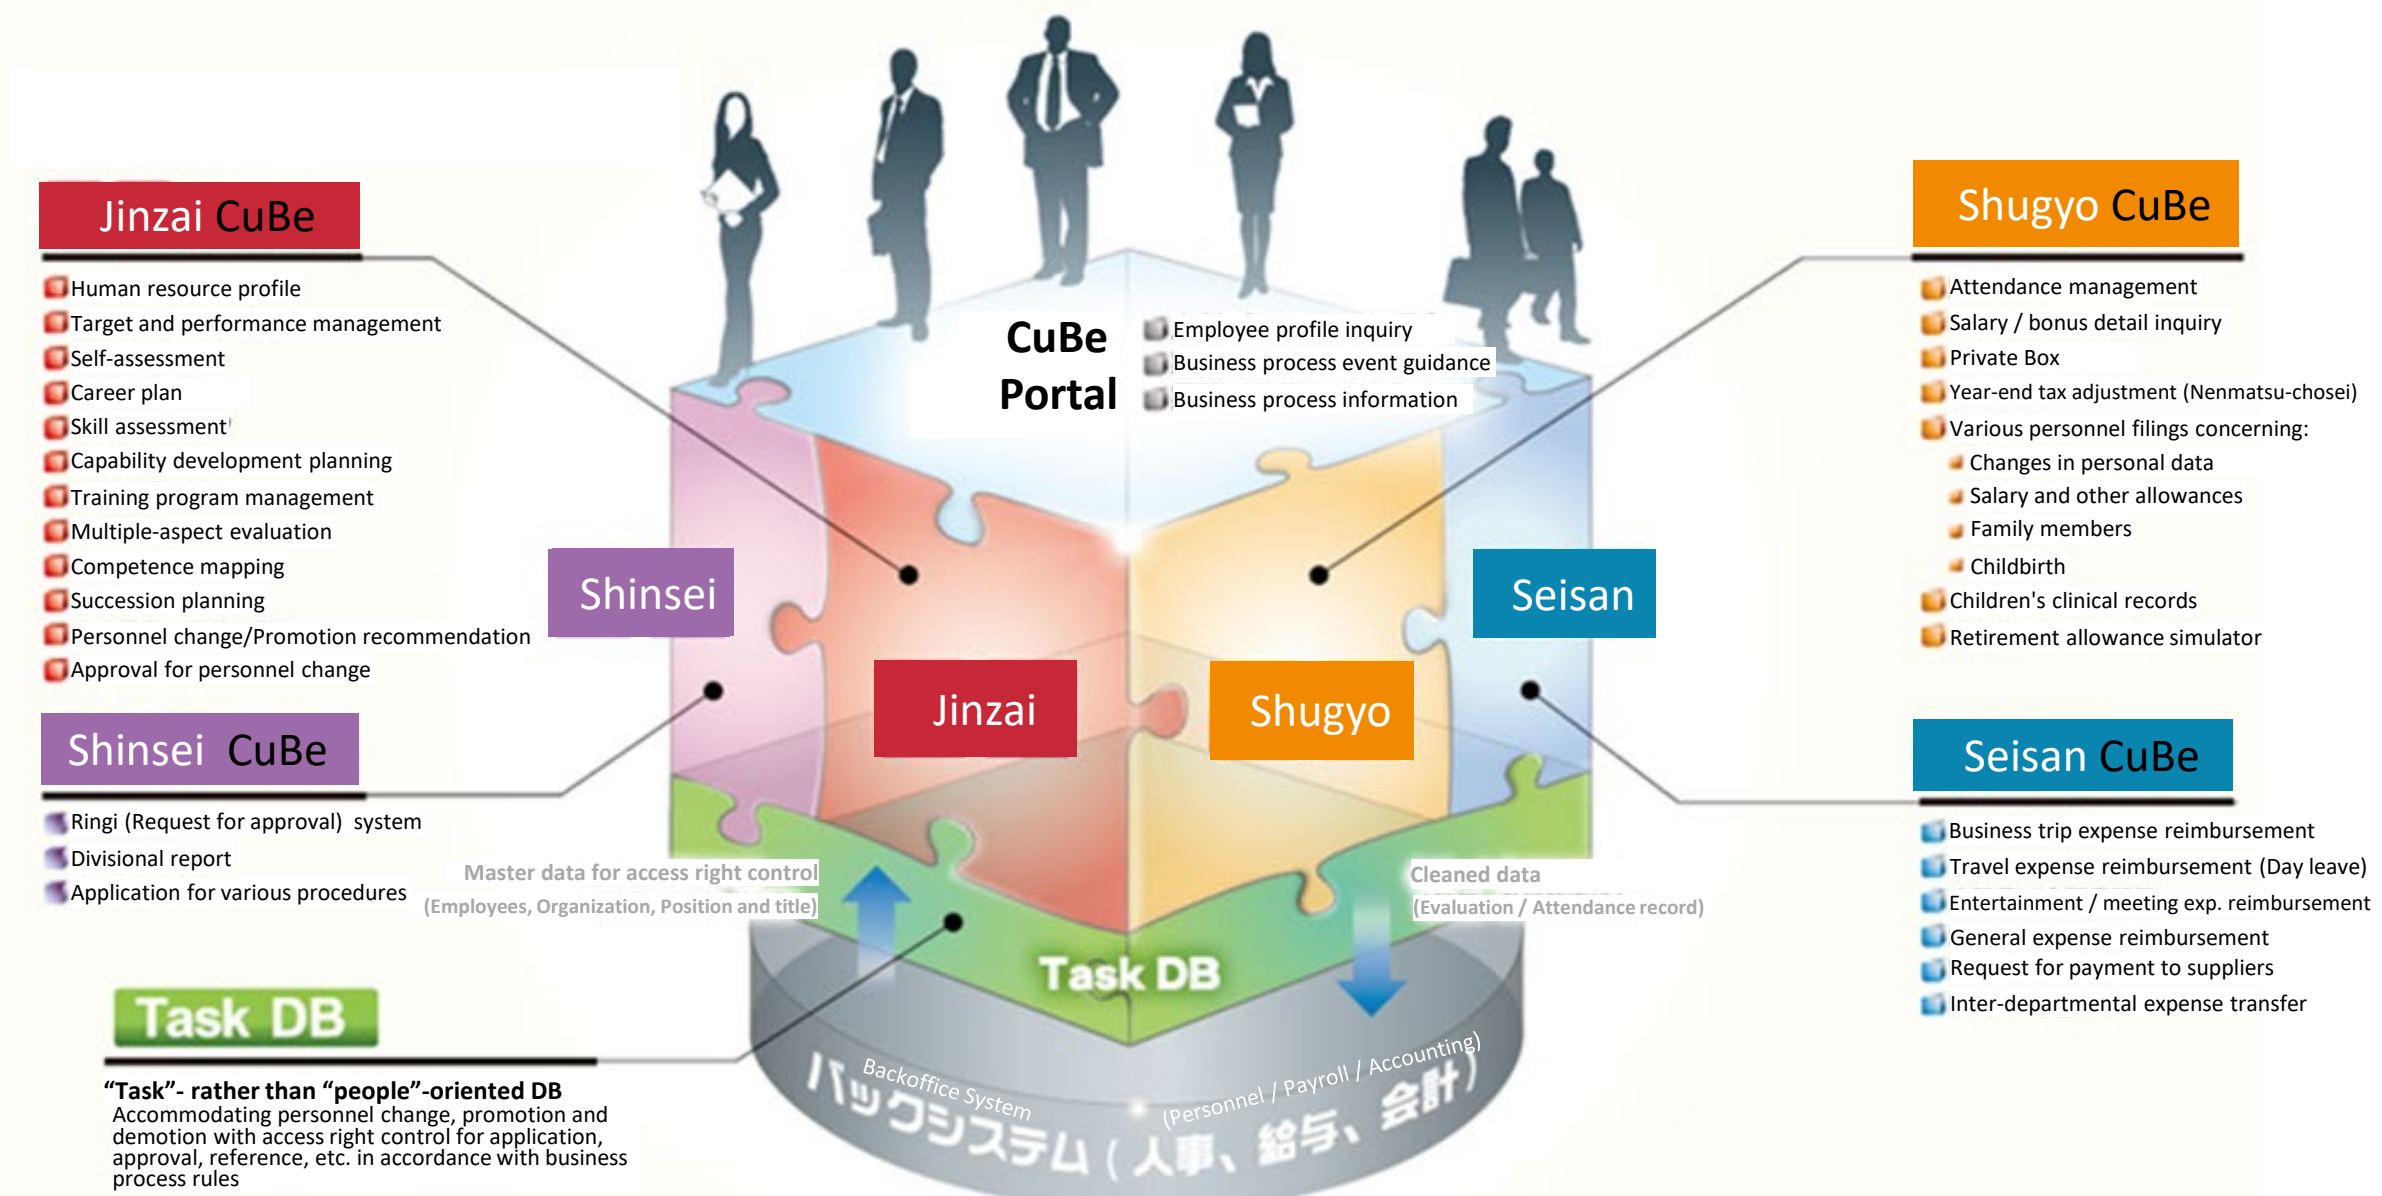 Jinzai CuBe
Human resource profile
Target and performance management
Self-assessment
Career plan
Skill assessment
Capability development planning
Training program management
Multiple-aspect evaluation
Competence mapping
Succession planning
Personnel change/Promotion recommendation
Approval for personnel change
Shinsei CuBe
Ringi (Request for approval) system
Divisional report
Application for various procedures
Task DB
“Task”- rather than “people”-oriented DB
Accommodating personnel change, promotion and
demotion with access right control for application,
approval, reference, etc. in accordance with business
process rules
CuBe
Portal
Employee profile inquiry
Business process event guidance
Business process information
Shinsei
Jinzai
Shugyo
Seisan
Master data for access right control
(Employees, Organization, Position and title)
Cleaned data
(Evaluation / Attendance record)
Task DB
Backoffice System
(Personnel / Payroll / Accounting)
バックシステム（人事、給与、会計）
Shugyo CuBe
Attendance management
Salary / bonus detail inquiry
Private Box
Year-end tax adjustment (Nenmatsu-chosei)
Various personnel filings concerning:
Changes in personal data
Salary and other allowances
Family members
Childbirth
Children's clinical records
Retirement allowance simulator
Seisan CuBe
Business trip expense reimbursement
Travel expense reimbursement (Day leave)
Entertainment / meeting exp. reimbursement
General expense reimbursement
Request for payment to suppliers
Inter-departmental expense transfer